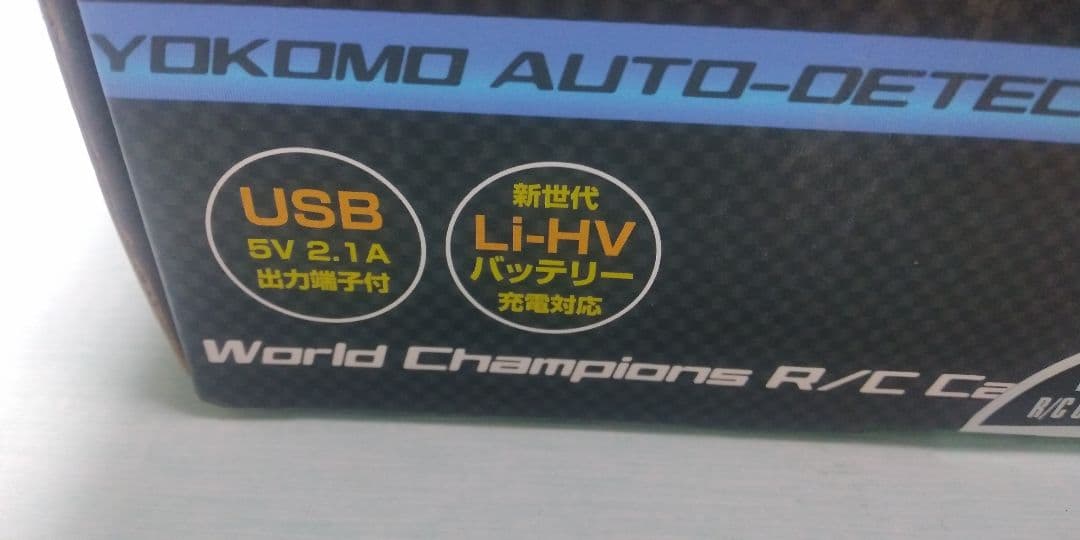 YOKOMO AUTO-DETEC
USB
5V 2.1A
出力端子付
新世代
Li-HV
バッテリー
充電対応
World Champions R/C Ca
R/C